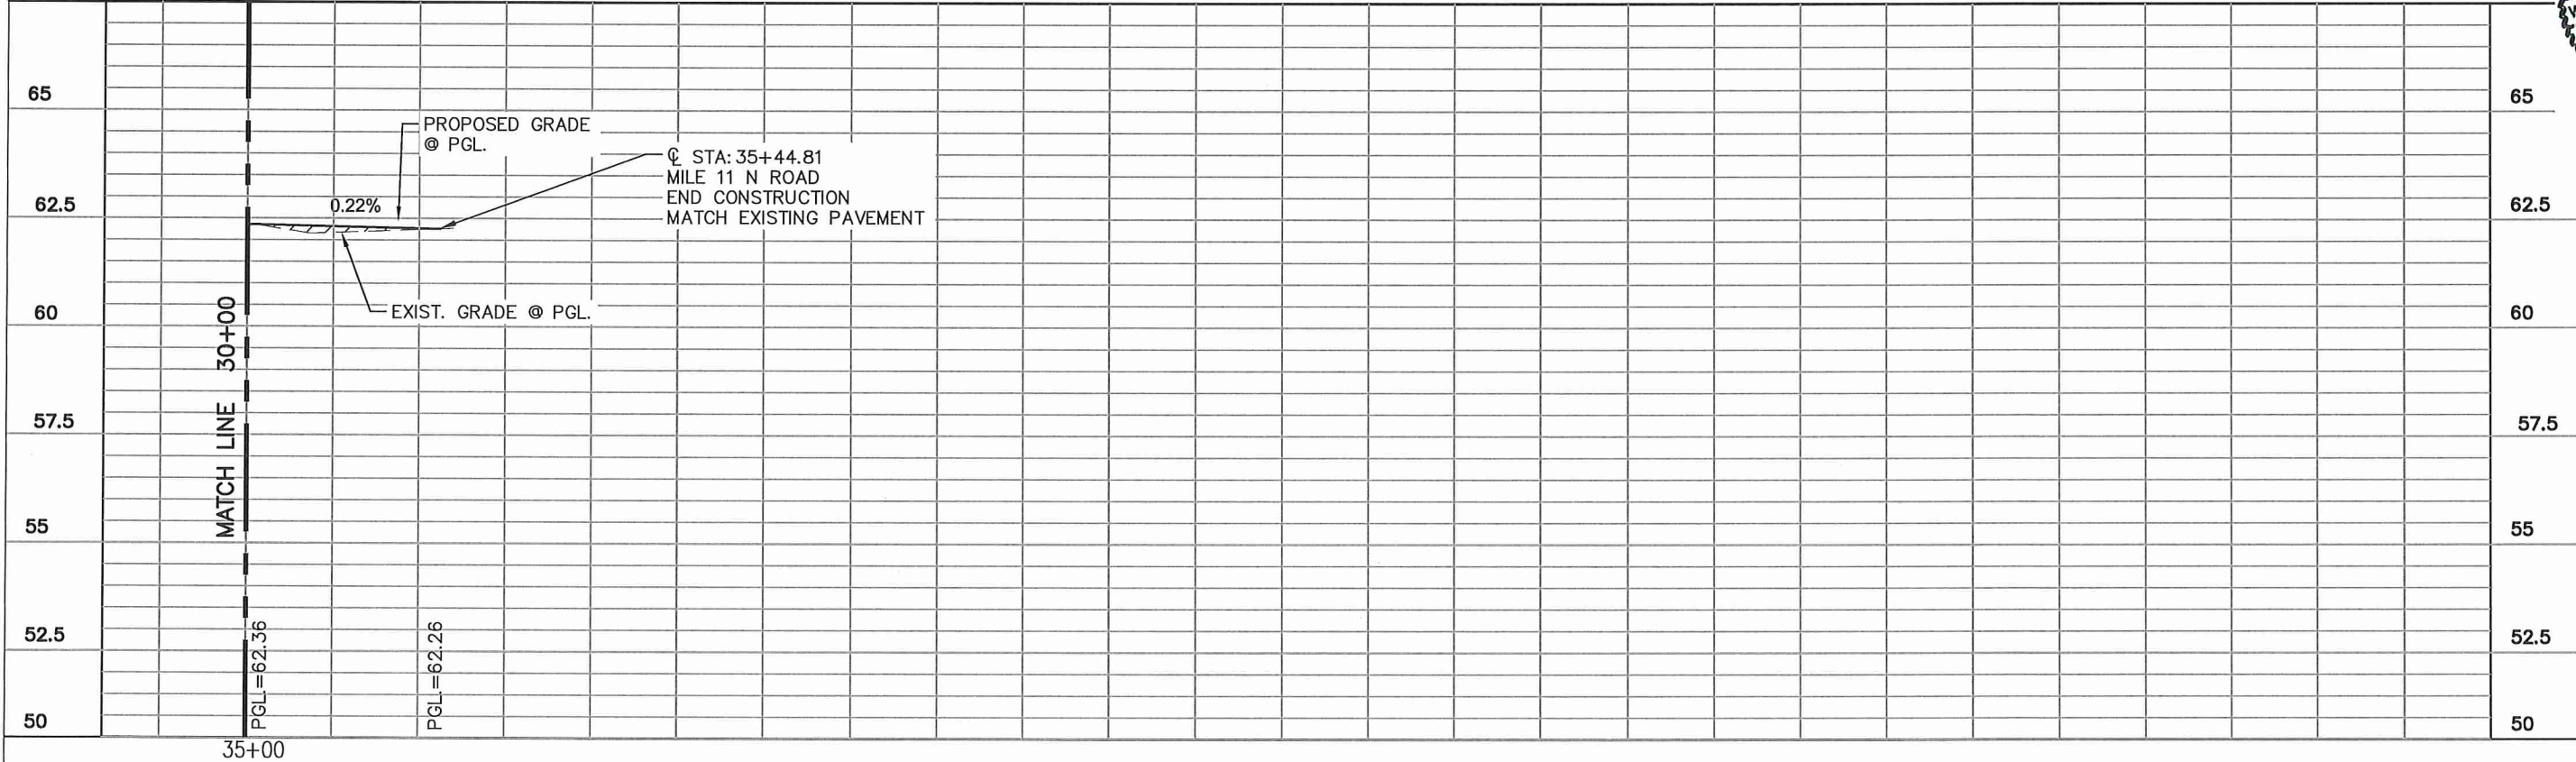 65
62.5
60
57.5
55
52.5
50
PROPOSED GRADE
@ PGL.
0.22%
℄ STA: 35+44.81
MILE 11 N ROAD
END CONSTRUCTION
MATCH EXISTING PAVEMENT
EXIST. GRADE @ PGL.
MATCH LINE 30+00
PGL.=62.36
PGL.=62.26
35+00
65
62.5
60
57.5
55
52.5
50